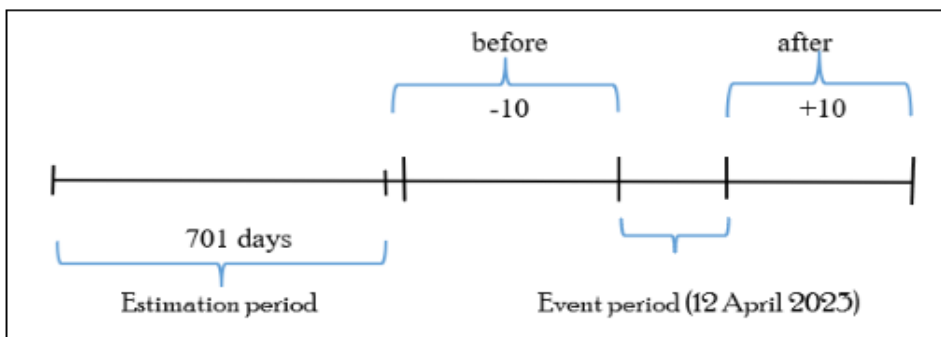 before
after
-10
+10
701 days
Estimation period
Event period (12 April 2023)